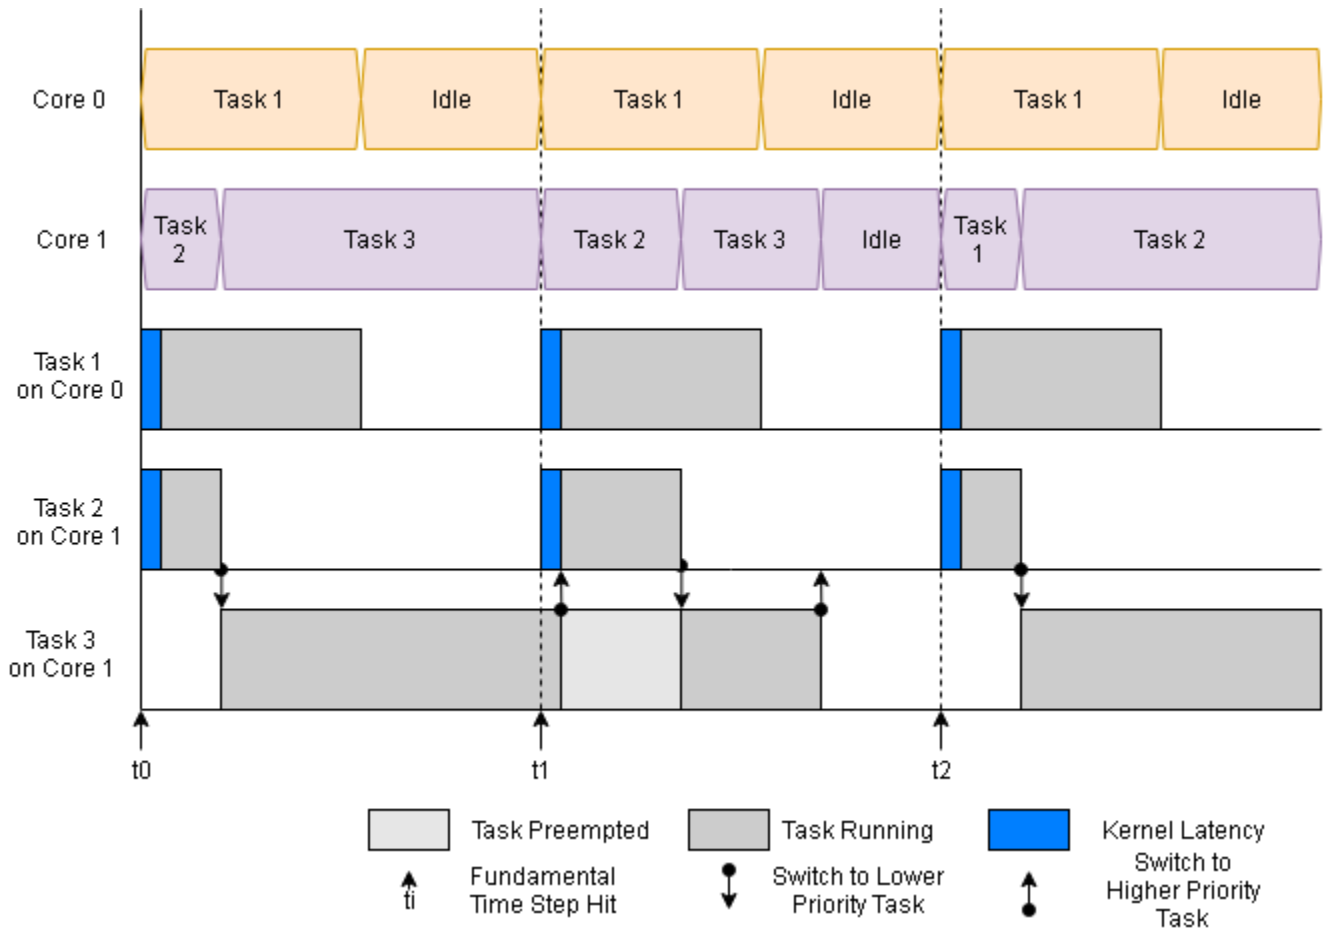 Core 0
Task 1
Idle
Task 1
Idle
Task 1
Idle
Core 1
Task
2
Task 3
Task 2
Task 3
Idle
Task
1
Task 2
Task 1
on Core 0
Task 2
on Core 1
Task 3
on Core 1
t0
t1
t2
Task Preempted
Task Running
Kernel Latency
ti
Fundamental
Time Step Hit
Switch to Lower
Priority Task
Switch to
Higher Priority
Task